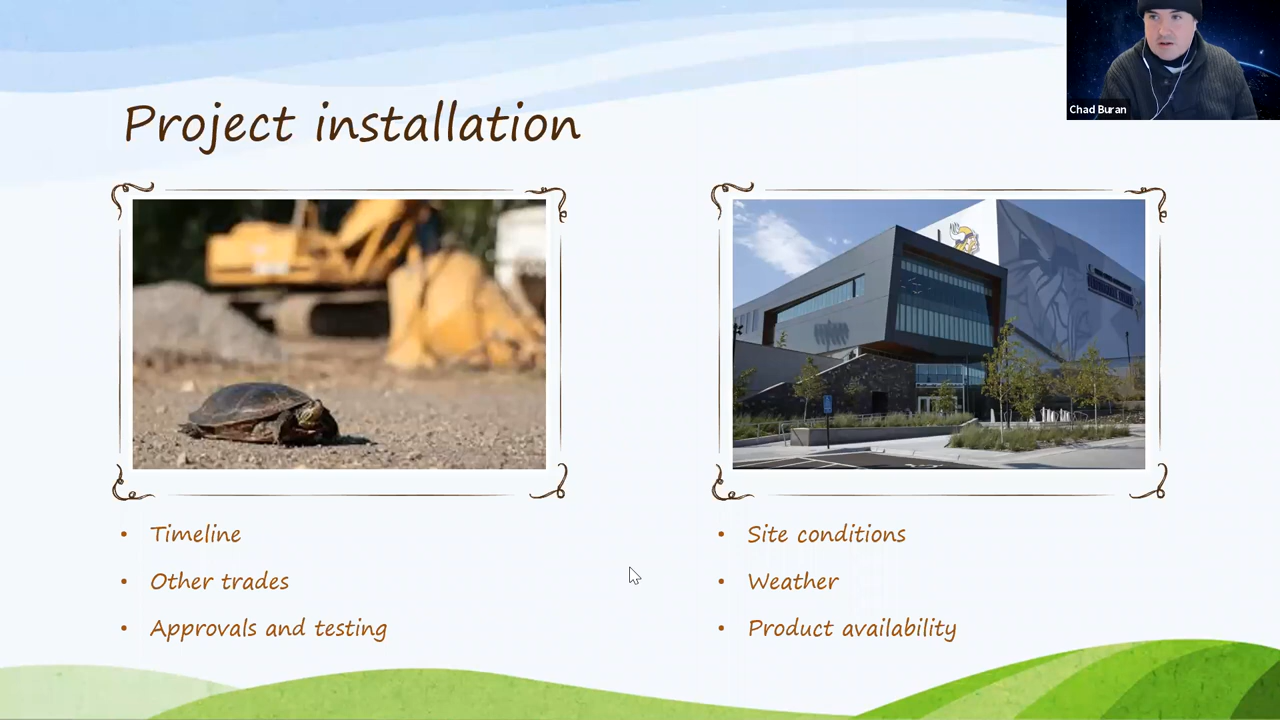 Project installation
Chad Buran
• Timeline
• Other trades
• Approvals and testing
• Site conditions
• Weather
• Product availability